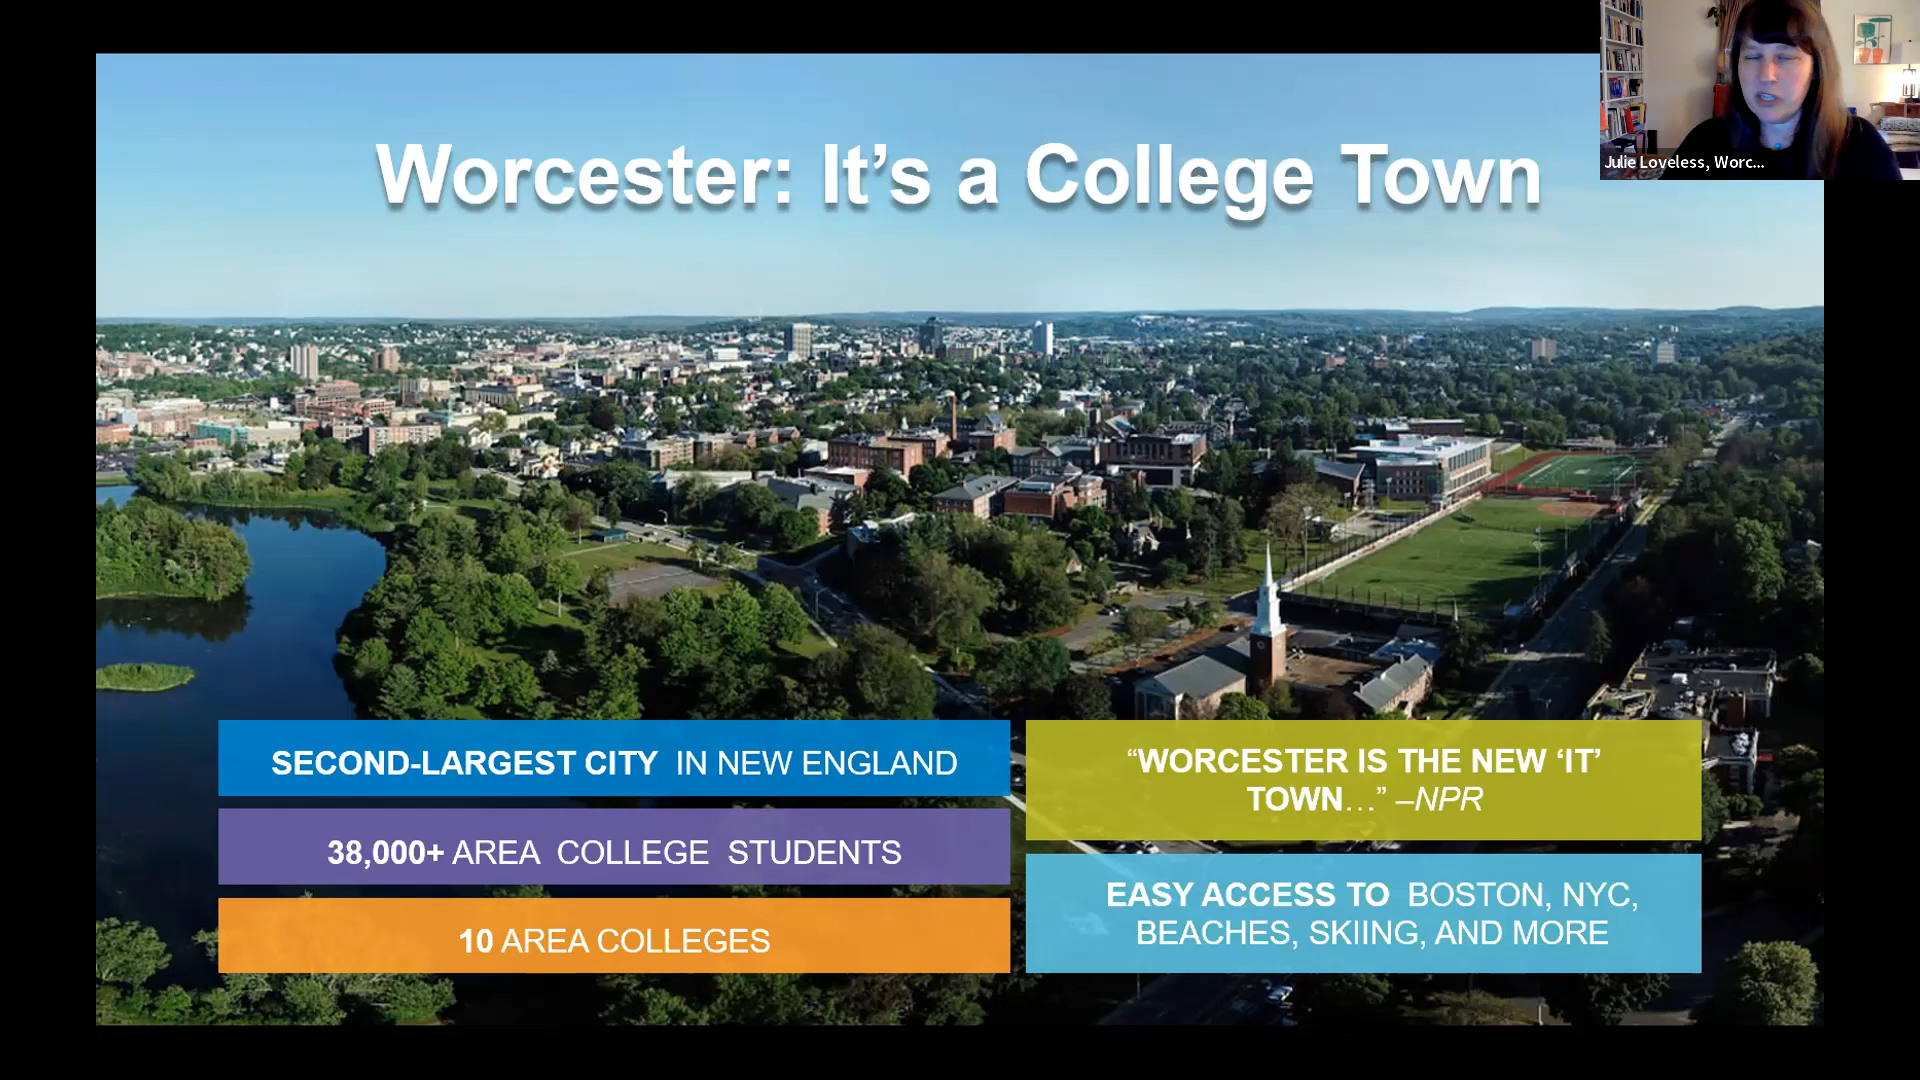 Worcester: It’s a College Town
Julie Loveless, Worc...
SECOND-LARGEST CITY IN NEW ENGLAND
38,000+ AREA COLLEGE STUDENTS
10 AREA COLLEGES
“WORCESTER IS THE NEW ‘IT’
TOWN…” –NPR
EASY ACCESS TO BOSTON, NYC,
BEACHES, SKIING, AND MORE